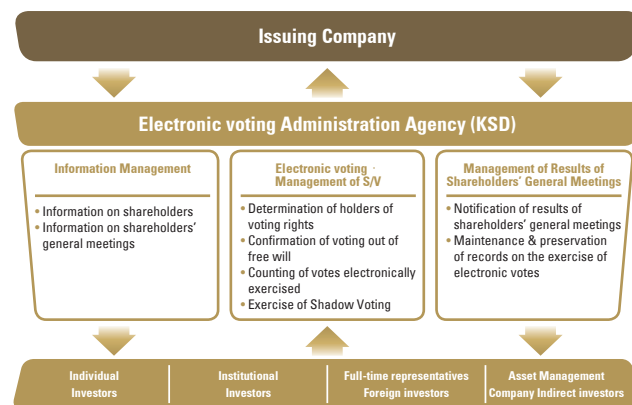 Issuing Company
Electronic voting Administration Agency (KSD)
Information Management
• Information on shareholders
• Information on shareholders'
general meetings
Electronic voting ·
Management of S/V
• Determination of holders of
voting rights
• Confirmation of voting out of
free will
• Counting of votes electronically
exercised
• Exercise of Shadow Voting
Management of Results of
Shareholders' General Meetings
• Notification of results of
shareholders' general meetings
• Maintenance & preservation
of records on the exercise of
electronic votes
Individual
Investors
Institutional
Investors
Full-time representatives
Foreign investors
Asset Management
Company Indirect investors